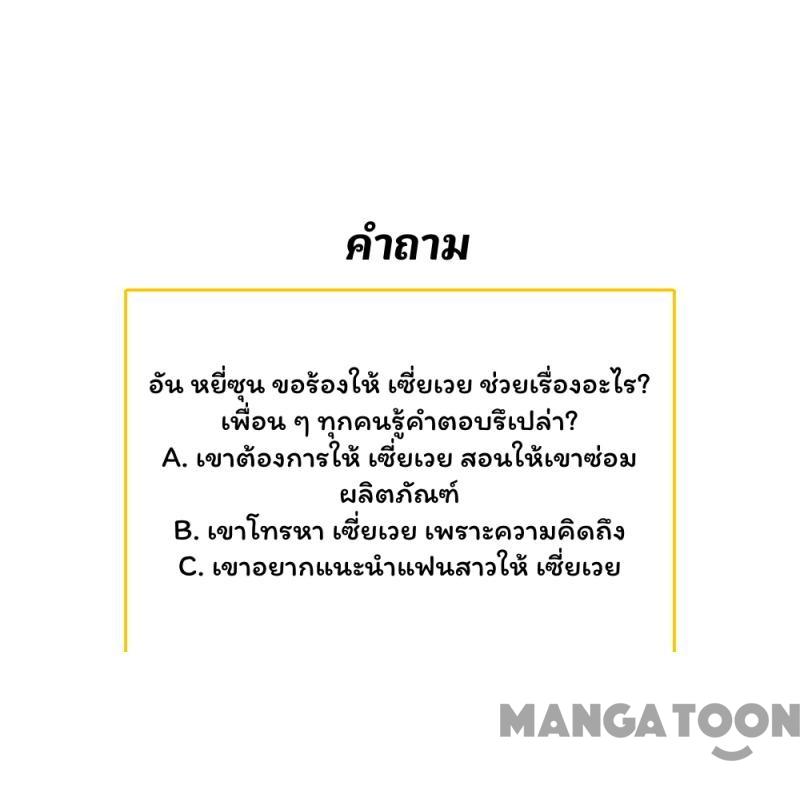 คำถาม
อัน หยี่ซุน ขอร้องให้ เซี่ยเวย ช่วยเรื่องอะไร?
เพื่อน ๆ ทุกคนรู้คำตอบรึเปล่า?
A. เขาต้องการให้ เซี่ยเวย สอนให้เขาซ่อม
ผลิตภัณฑ์
B. เขาโทรหา เซี่ยเวย เพราะความคิดถึง
C. เขาอยากแนะนำแฟนสาวให้ เซี่ยเวย
MANGATOON